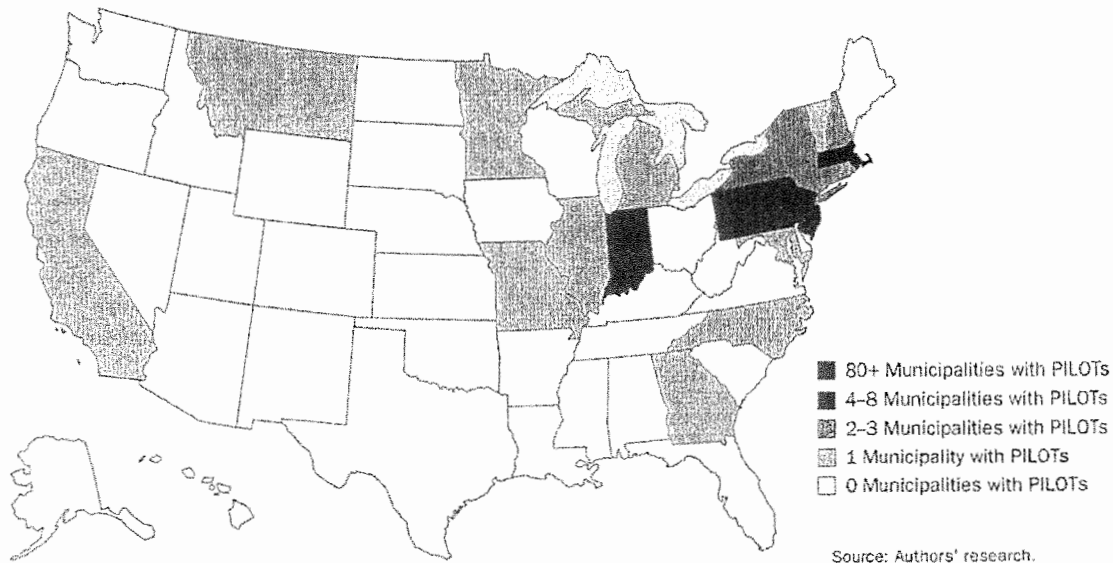 80+ Municipalities with PILOTs
4–8 Municipalities with PILOTs
2–3 Municipalities with PILOTs
1 Municipality with PILOTs
0 Municipalities with PILOTs
Source: Authors' research.